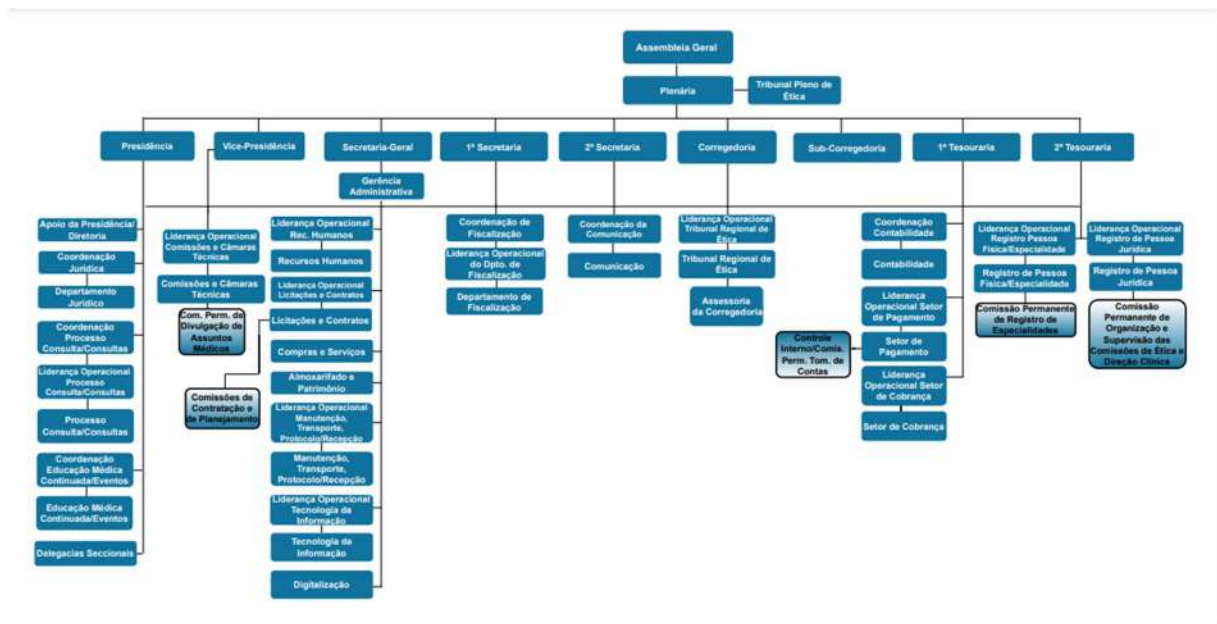 Assembleia Geral
Plenária
Tribunal Pleno de
Ética
Presidência
Vice-Presidência
Secretaria-Geral
1ª Secretaria
2ª Secretaria
Corregedoria
Sub-Corregedoria
1ª Tesouraria
2ª Tesouraria
Gerência
Administrativa
Apoio da Presidência/
Diretoria
Coordenação
Jurídica
Departamento
Jurídico
Coordenação
Processo
Consulta/Consultas
Liderança Operacional
Processo
Consulta/Consultas
Processo
Consulta/Consultas
Coordenação
Educação Médica
Continuada/Eventos
Educação Médica
Continuada/Eventos
Delegacias Seccionais
Liderança Operacional
Comissões e Câmaras
Técnicas
Comissões e Câmaras
Técnicas
Com. Perm. de
Divulgação de
Assuntos
Médicos
Liderança Operacional
Rec. Humanos
Recursos Humanos
Liderança Operacional
Licitações e Contratos
Licitações e Contratos
Comissões de
Contratação e
de Planejamento
Compras e Serviços
Almoxarifado e
Patrimônio
Liderança Operacional
Manutenção,
Transporte,
Protocolo/Recepção
Manutenção,
Transporte,
Protocolo/Recepção
Liderança Operacional
Tecnologia da
Informação
Tecnologia da
Informação
Digitalização
Coordenação de
Fiscalização
Liderança Operacional
do Dpto. de
Fiscalização
Departamento de
Fiscalização
Coordenação da
Comunicação
Comunicação
Liderança Operacional
Tribunal Regional de
Ética
Tribunal Regional de
Ética
Assessoria
da Corregedoria
Coordenação
Contabilidade
Contabilidade
Liderança
Operacional Setor
de Pagamento
Setor de
Pagamento
Controle
Interno/Comis.
Perm. Tom. de
Contas
Liderança
Operacional Setor
de Cobrança
Setor de Cobrança
Liderança Operacional
Registro Pessoa
Física/Especialidade
Registro de Pessoa
Física/Especialidade
Comissão Permanente
de Registro de
Especialidades
Liderança Operacional
Registro de Pessoa
Jurídica
Registro de Pessoa
Jurídica
Comissão
Permanente de
Organização e
Supervisão das
Comissões de Ética e
Direção Clínica